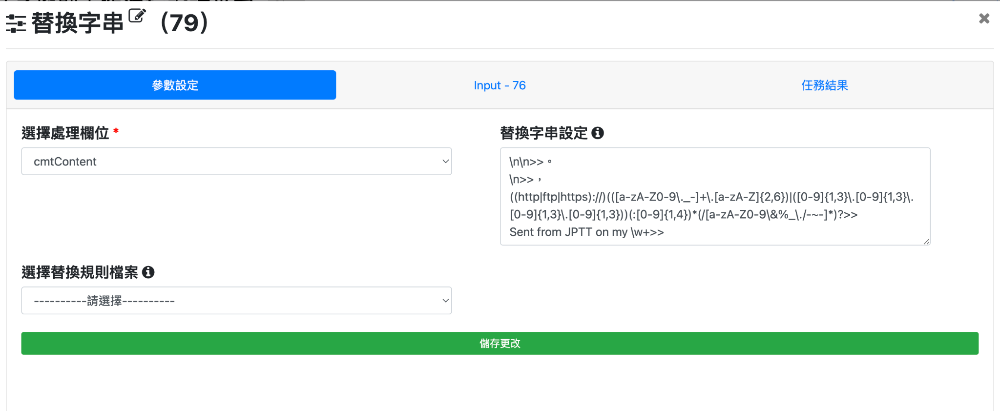 替換字串 (79)
參數設定
Input - 76
任務結果
選擇處理欄位 *
cmtContent
替換字串設定
\n\n>>。
\n>>，
((http|ftp|https)://)(([a-zA-Z0-9\._-]+\.[a-zA-Z]{2,6})|([0-9]{1,3}\.[0-9]{1,3}\.
[0-9]{1,3}\.[0-9]{1,3}))(:[0-9]{1,4})*(/[a-zA-Z0-9\&%_\./-~-]*)?>>
Sent from JPTT on my \w+>>
選擇替換規則檔案
----------請選擇----------
儲存更改